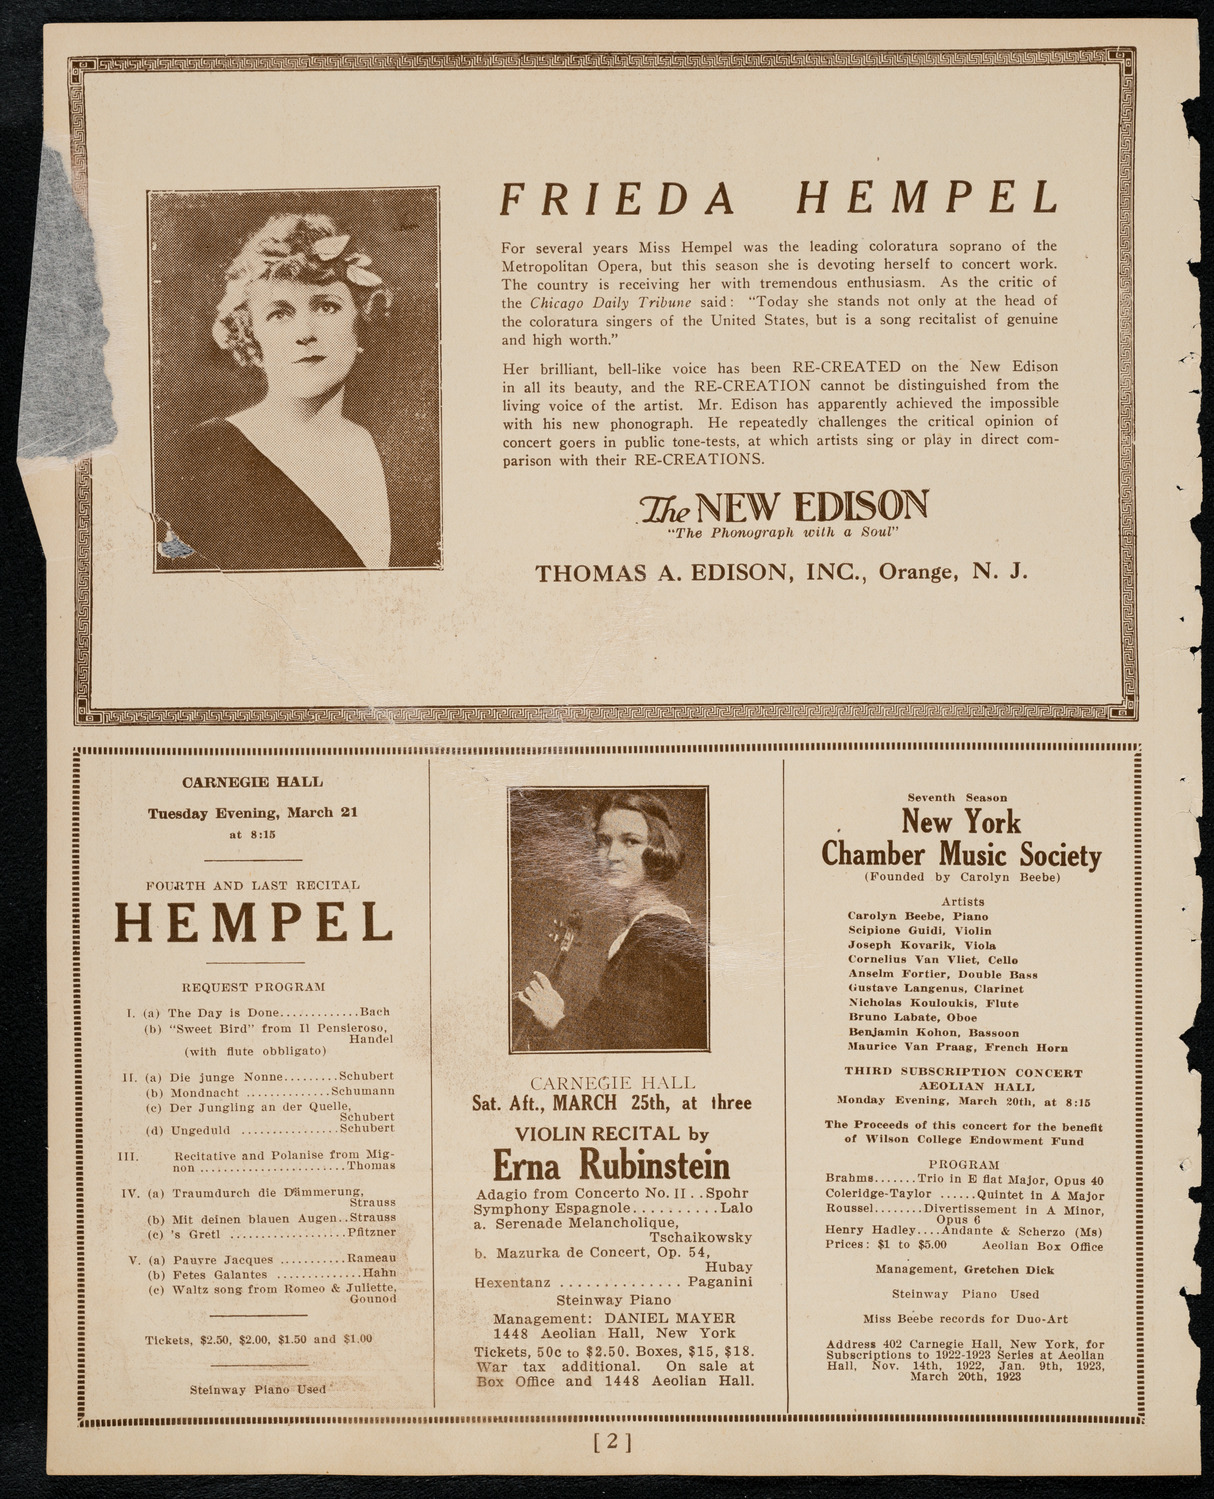 FRIEDA HEMPEL
For several years Miss Hempel was the leading coloratura soprano of the
Metropolitan Opera, but this season she is devoting herself to concert work.
The country is receiving her with tremendous enthusiasm. As the critic of
the Chicago Daily Tribune said: "Today she stands not only at the head of
the coloratura singers of the United States, but is a song recitalist of genuine
and high worth."
Her brilliant, bell-like voice has been RE-CREATED on the New Edison
in all its beauty, and the RE-CREATION cannot be distinguished from the
living voice of the artist. Mr. Edison has apparently achieved the impossible
with his new phonograph. He repeatedly challenges the critical opinion of
concert goers in public tone-tests, at which artists sing or play in direct com-
parison with their RE-CREATIONS.
The NEW EDISON
"The Phonograph with a Soul"
THOMAS A. EDISON, INC., Orange, N. J.
CARNEGIE HALL
Tuesday Evening, March 21
at 8:15
FOURTH AND LAST RECITAL
HEMPEL
REQUEST PROGRAM
I. (a) The Day is Done............Bach
(b) "Sweet Bird" from Il Pensieroso,
Handel
(with flute obbligato)
II. (a) Die junge Nonne.........Schubert
(b) Mondnacht ..............Schumann
(c) Der Jungling an der Quelle,
Schubert
(d) Ungeduld ................Schubert
III. Recitative and Polanise from Mig-
non ........................Thomas
IV. (a) Traumdurch die Dämmerung,
Strauss
(b) Mit deinen blauen Augen..Strauss
(c) 's Gretl ...................Pfitzner
V. (a) Pauvre Jacques ...........Rameau
(b) Fetes Galantes .............Hahn
(c) Waltz song from Romeo & Juliette,
Gounod
Tickets, $2.50, $2.00, $1.50 and $1.00
Steinway Piano Used
CARNEGIE HALL
Sat. Aft., MARCH 25th, at three
VIOLIN RECITAL by
Erna Rubinstein
Adagio from Concerto No. II..Spohr
Symphony Espagnole..........Lalo
a. Serenade Melancholique,
Tschaikowsky
b. Mazurka de Concert, Op. 54,
Hubay
Hexentanz ..............Paganini
Steinway Piano
Management: DANIEL MAYER
1448 Aeolian Hall, New York
Tickets, 50c to $2.50. Boxes, $15, $18.
War tax additional. On sale at
Box Office and 1448 Aeolian Hall.
Seventh Season
New York
Chamber Music Society
(Founded by Carolyn Beebe)
Artists
Carolyn Beebe, Piano
Scipione Guidi, Violin
Joseph Kovarik, Viola
Cornelius Van Vliet, Cello
Anselm Fortier, Double Bass
Gustave Langenus, Clarinet
Nicholas Kouloukis, Flute
Bruno Labate, Oboe
Benjamin Kohon, Bassoon
Maurice Van Praag, French Horn
THIRD SUBSCRIPTION CONCERT
AEOLIAN HALL
Monday Evening, March 20th, at 8:15
The Proceeds of this concert for the benefit
of Wilson College Endowment Fund
PROGRAM
Brahms.......Trio in E flat Major, Opus 40
Coleridge-Taylor ......Quintet in A Major
Roussel........Divertissement in A Minor,
Opus 6
Henry Hadley....Andante & Scherzo (Ms)
Prices: $1 to $5.00 Aeolian Box Office
Management, Gretchen Dick
Steinway Piano Used
Miss Beebe records for Duo-Art
Address 402 Carnegie Hall, New York, for
Subscriptions to 1922-1923 Series at Aeolian
Hall, Nov. 14th, 1922, Jan. 9th, 1923,
March 20th, 1923
[ 2 ]